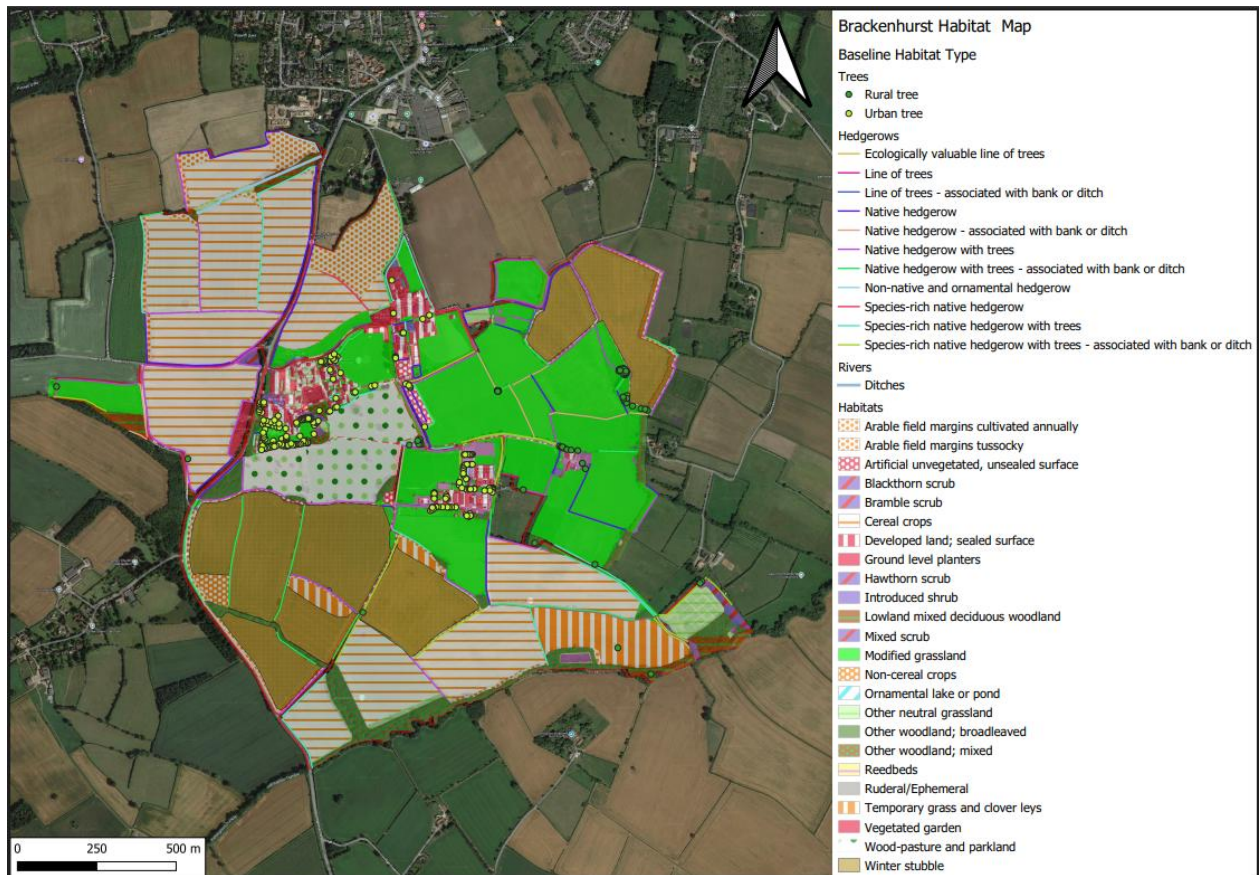 Brackenhurst Habitat Map
Baseline Habitat Type
Trees
Rural tree
Urban tree
Hedgerows
Ecologically valuable line of trees
Line of trees
Line of trees - associated with bank or ditch
Native hedgerow
Native hedgerow - associated with bank or ditch
Native hedgerow with trees
Native hedgerow with trees - associated with bank or ditch
Non-native and ornamental hedgerow
Species-rich native hedgerow
Species-rich native hedgerow with trees
Species-rich native hedgerow with trees - associated with bank or ditch
Rivers
Ditches
Habitats
Arable field margins cultivated annually
Arable field margins tussocky
Artificial unvegetated, unsealed surface
Blackthorn scrub
Bramble scrub
Cereal crops
Developed land; sealed surface
Ground level planters
Hawthorn scrub
Introduced shrub
Lowland mixed deciduous woodland
Mixed scrub
Modified grassland
Non-cereal crops
Ornamental lake or pond
Other neutral grassland
Other woodland; broadleaved
Other woodland; mixed
Reedbeds
Ruderal/Ephemeral
Temporary grass and clover leys
Vegetated garden
Wood-pasture and parkland
Winter stubble
0 250 500 m